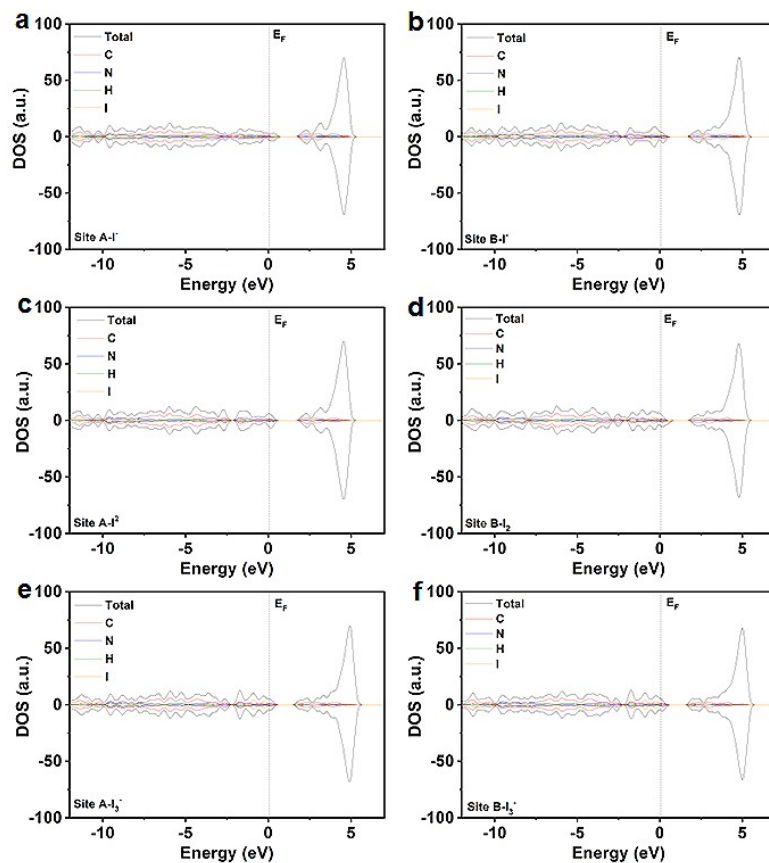 a
100
50
0
-50
-100
DOS (a.u.)
Total
C
N
H
I
E_F
Site A-I⁻
-10 -5 0 5
Energy (eV)
b
100
50
0
-50
-100
DOS (a.u.)
Total
C
N
H
I
E_F
Site B-I⁻
-10 -5 0 5
Energy (eV)
c
100
50
0
-50
-100
DOS (a.u.)
Total
C
N
H
I
E_F
Site A-I²
-10 -5 0 5
Energy (eV)
d
100
50
0
-50
-100
DOS (a.u.)
Total
C
N
H
I
E_F
Site B-I₂
-10 -5 0 5
Energy (eV)
e
100
50
0
-50
-100
DOS (a.u.)
Total
C
N
H
I
E_F
Site A-I₃⁻
-10 -5 0 5
Energy (eV)
f
100
50
0
-50
-100
DOS (a.u.)
Total
C
N
H
I
E_F
Site B-I₃⁻
-10 -5 0 5
Energy (eV)